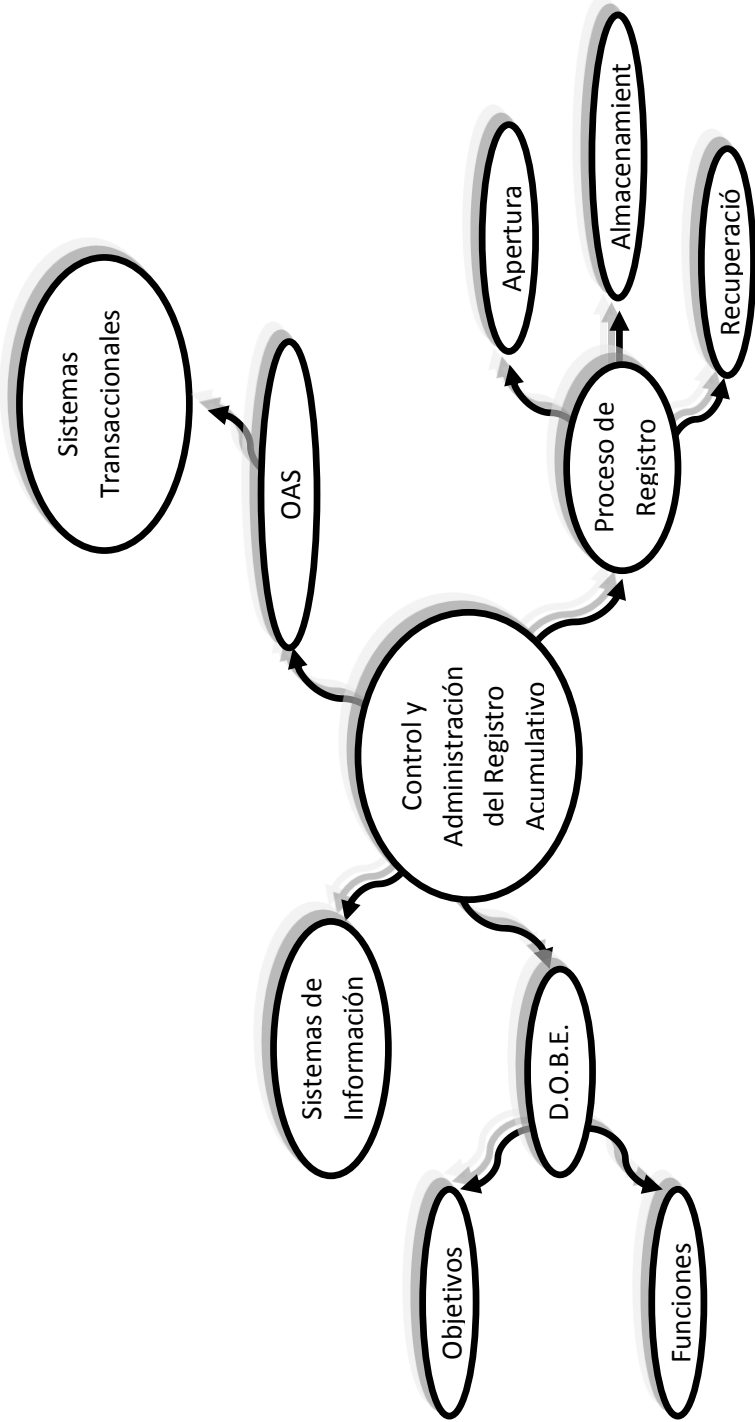 Sistemas
Transaccionales
OAS
Sistemas de
Información
Control y
Administración
del Registro
Acumulativo
D.O.B.E.
Objetivos
Funciones
Proceso de
Registro
Apertura
Almacenamient
Recuperació